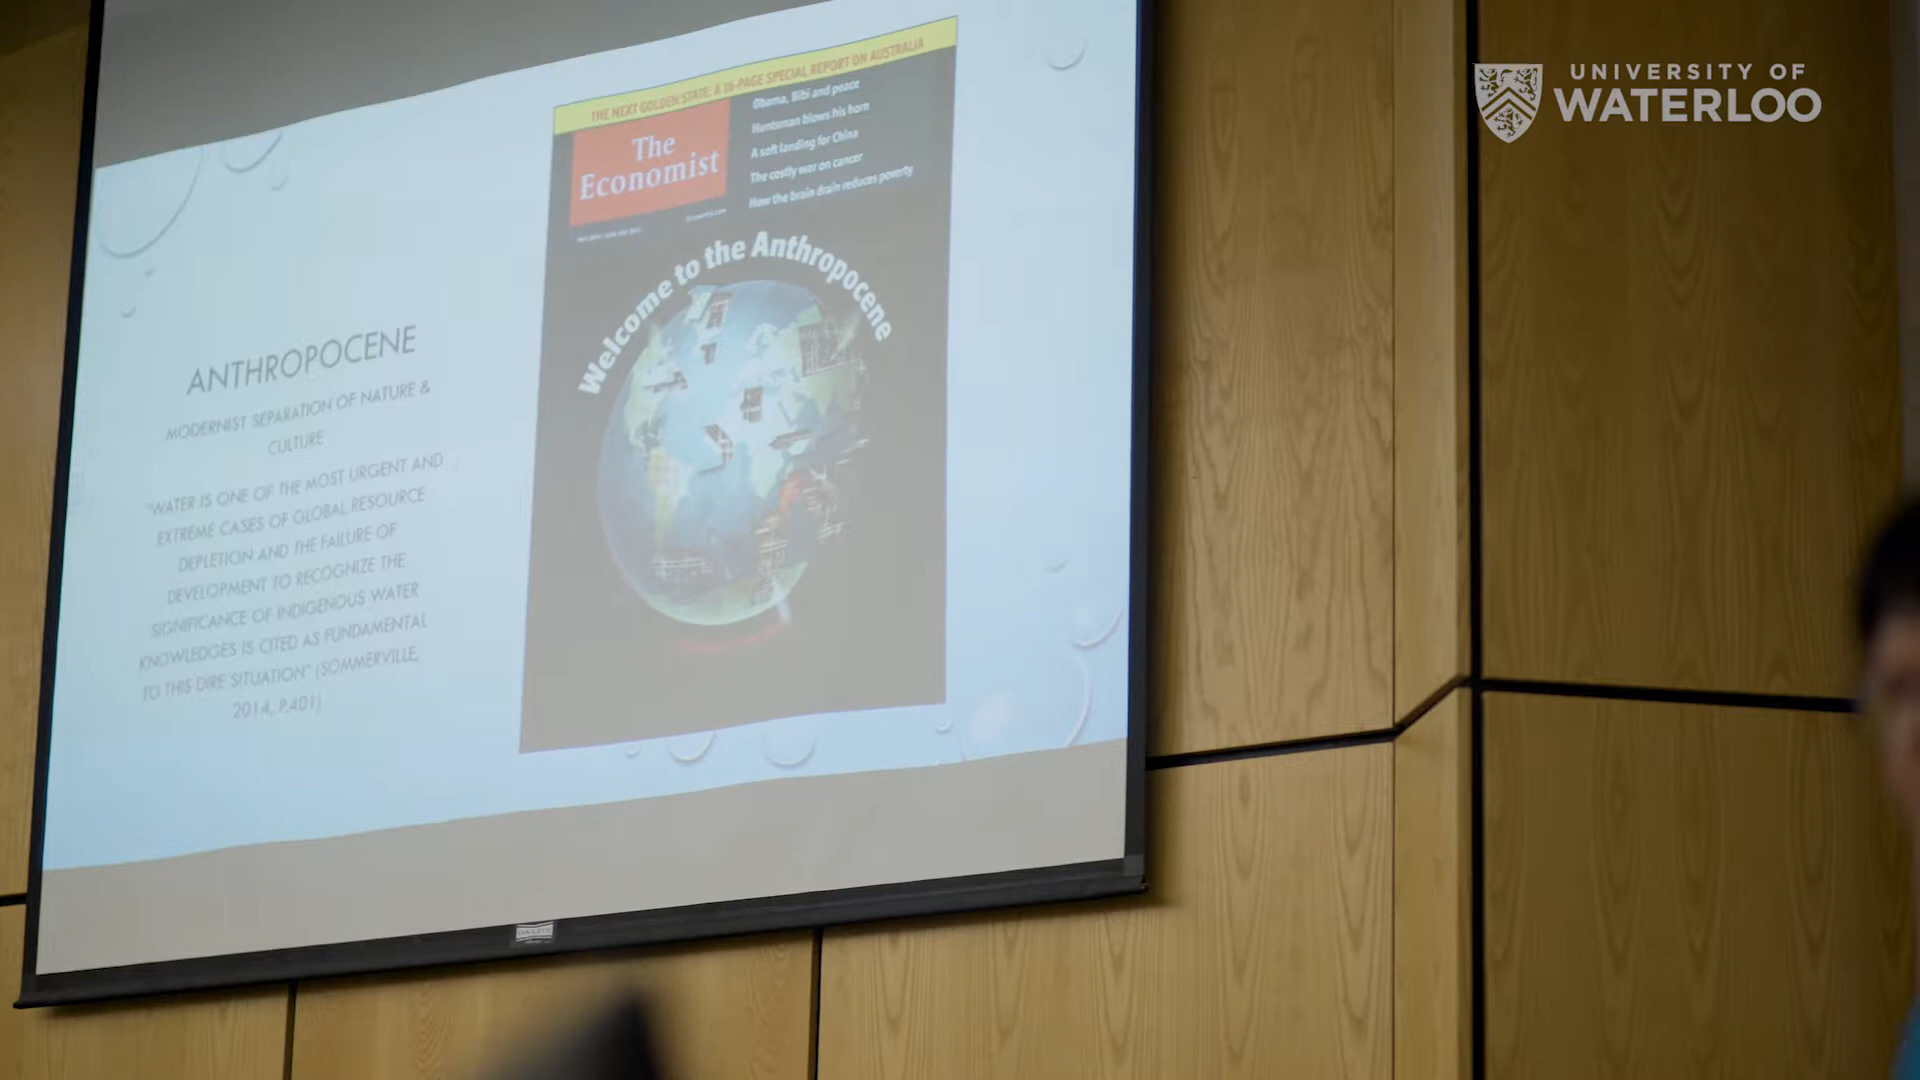 ANTHROPOCENE
MODERNIST SEPARATION OF NATURE &
CULTURE
"WATER IS ONE OF THE MOST URGENT AND
EXTREME CASES OF GLOBAL RESOURCE
DEPLETION AND THE FAILURE OF
DEVELOPMENT TO RECOGNIZE THE
SIGNIFICANCE OF INDIGENOUS WATER
KNOWLEDGES IS CITED AS FUNDAMENTAL
TO THIS DIRE SITUATION" (SOMMERVILLE,
2014, P.401)
THE NEXT GOLDEN STATE: A 16-PAGE SPECIAL REPORT ON AUSTRALIA
The
Economist
Obama, Bibi and peace
Huntsman blows his horn
A soft landing for China
The costly war on cancer
How the brain drain reduces poverty
Welcome to the Anthropocene
UNIVERSITY OF
WATERLOO